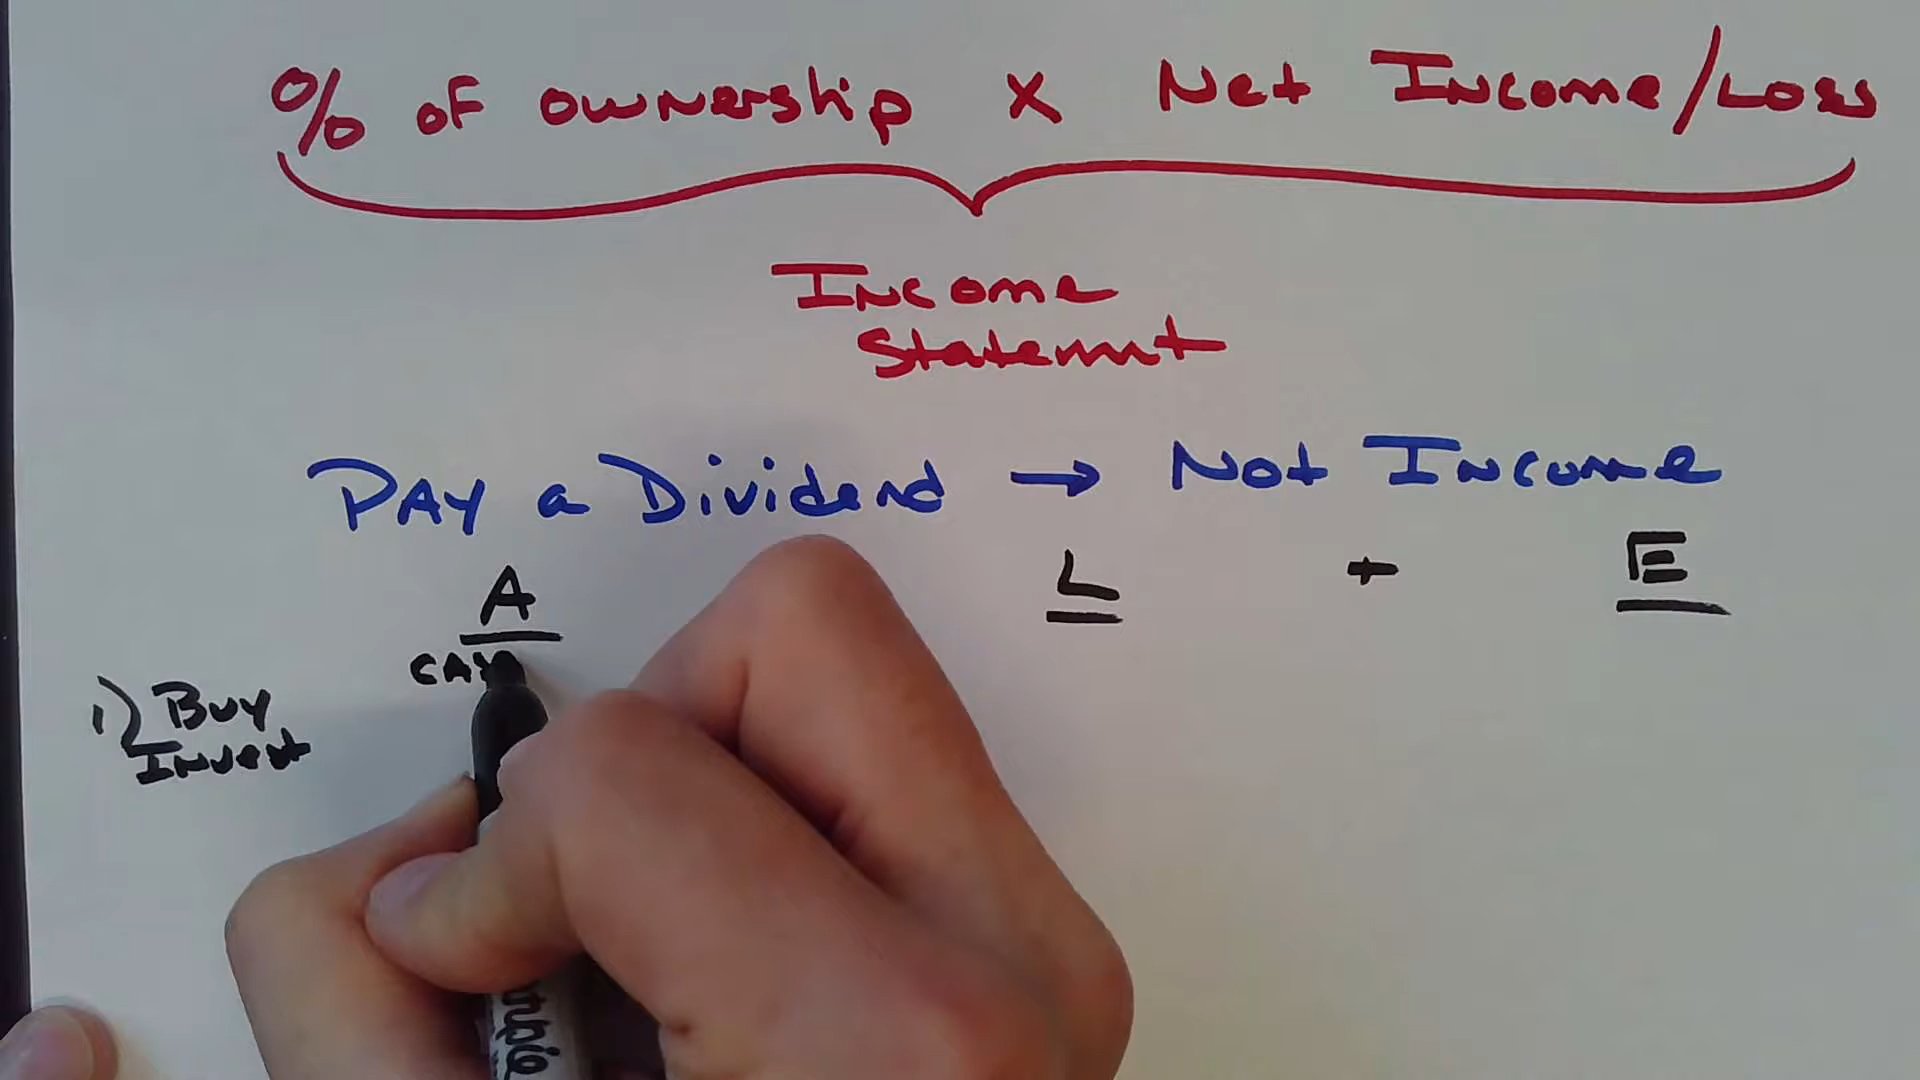 % of ownership x Net Income/Loss
Income
Statement
Pay a Dividend → Not Income
A L + E
1) Buy
Invest